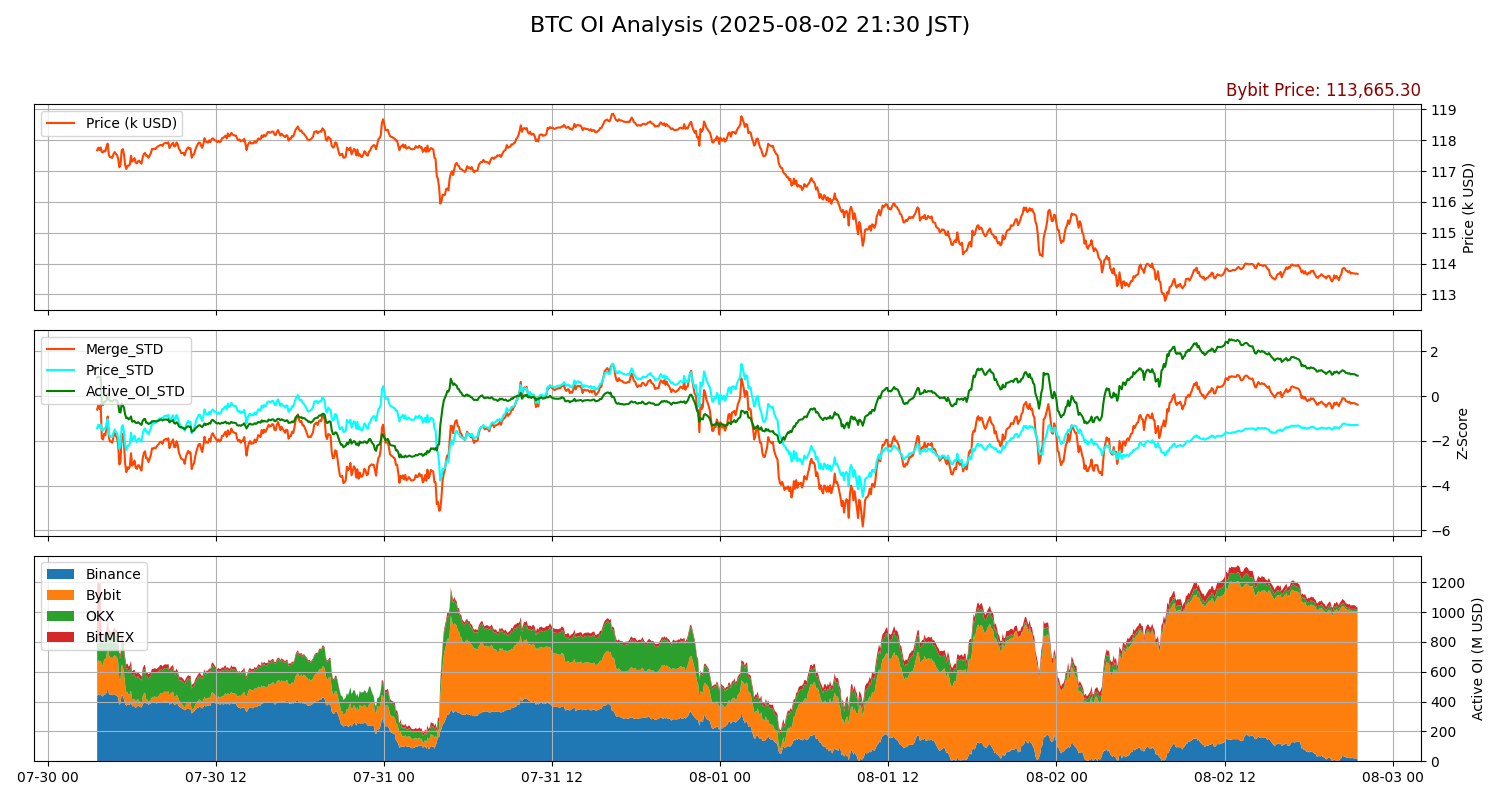 BTC OI Analysis (2025-08-02 21:30 JST)
Bybit Price: 113,665.30
Price (k USD)
119
118
117
116
115
114
113
Price (k USD)
Merge_STD
Price_STD
Active_OI_STD
2
0
−2
−4
−6
Z-Score
Binance
Bybit
OKX
BitMEX
1200
1000
800
600
400
200
0
Active OI (M USD)
07-30 00 07-30 12 07-31 00 07-31 12 08-01 00 08-01 12 08-02 00 08-02 12 08-03 00